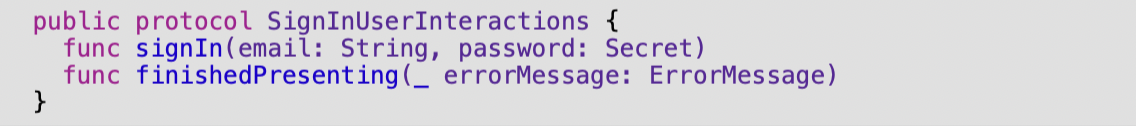 public protocol SignInUserInteractions {
  func signIn(email: String, password: Secret)
  func finishedPresenting(_ errorMessage: ErrorMessage)
}